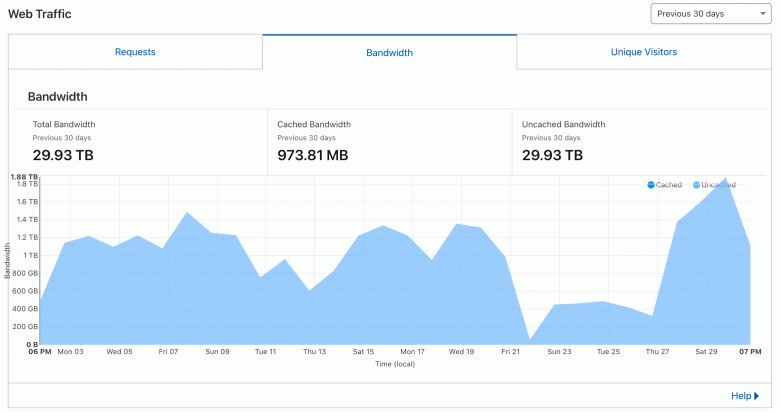 Web Traffic
Previous 30 days
Requests
Bandwidth
Unique Visitors
Bandwidth
Total Bandwidth
Previous 30 days
29.93 TB
Cached Bandwidth
Previous 30 days
973.81 MB
Uncached Bandwidth
Previous 30 days
29.93 TB
Cached Uncached
1.88 TB
1.8 TB
1.6 TB
1.4 TB
1.2 TB
1 TB
800 GB
600 GB
400 GB
200 GB
0 B
Bandwidth
06 PM Mon 03 Wed 05 Fri 07 Sun 09 Tue 11 Thu 13 Sat 15 Mon 17 Wed 19 Fri 21 Sun 23 Tue 25 Thu 27 Sat 29 07 PM
Time (local)
Help